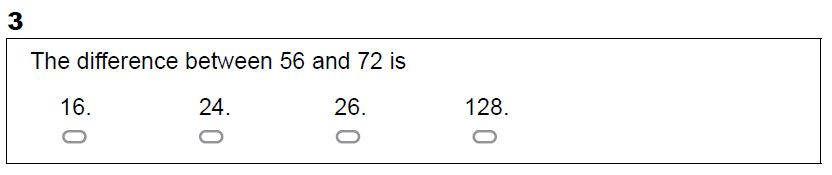 3
The difference between 56 and 72 is
16. 24. 26. 128.